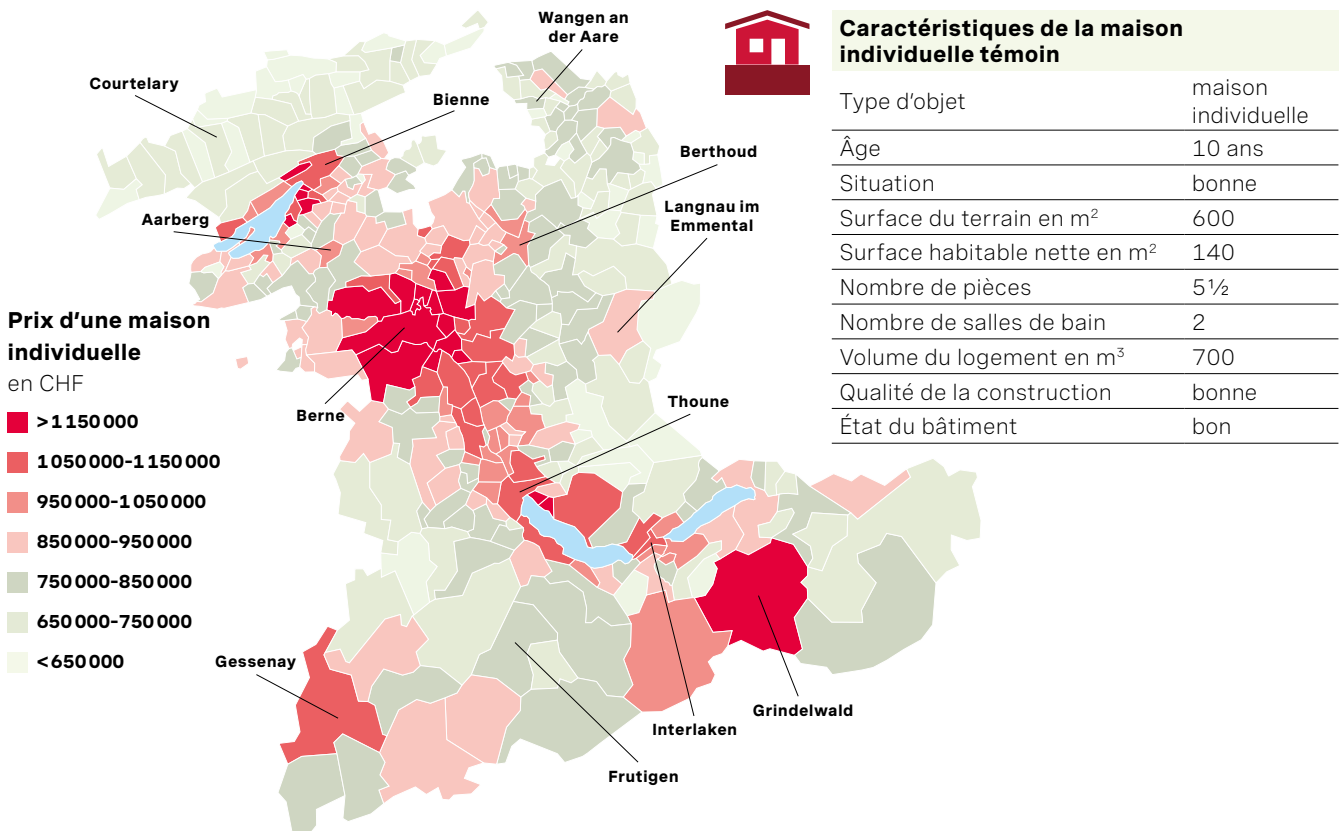 Wangen an
der Aare
Courtelary
Bienne
Berthoud
Aarberg
Langnau im
Emmental
Prix d'une maison
individuelle
en CHF
>1 150 000
1 050 000-1 150 000
950 000-1 050 000
850 000-950 000
750 000-850 000
650 000-750 000
<650 000
Berne
Thoune
Gessenay
Interlaken
Grindelwald
Frutigen
Caractéristiques de la maison
individuelle témoin
Type d'objet maison
individuelle
Âge 10 ans
Situation bonne
Surface du terrain en m² 600
Surface habitable nette en m² 140
Nombre de pièces 5½
Nombre de salles de bain 2
Volume du logement en m³ 700
Qualité de la construction bonne
État du bâtiment bon